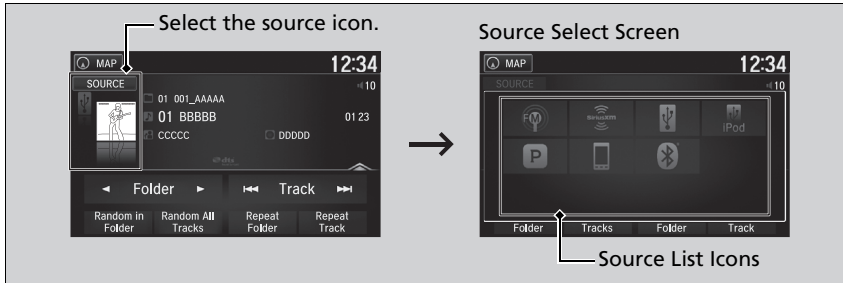 Select the source icon.
Source Select Screen
MAP
12:34
SOURCE
10
01 001_AAAAA
01 BBBBB
01 23
CCCCC
DDDDD
Folder
Track
Random in
Folder
Random All
Tracks
Repeat
Folder
Repeat
Track
MAP
12:34
SOURCE
10
FM
SiriusXM
iPod
P
Folder
Tracks
Folder
Track
Source List Icons